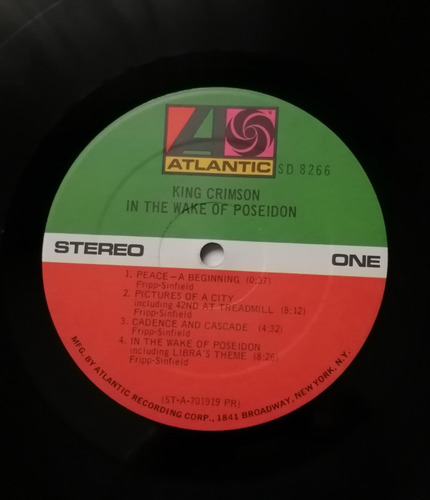 ATLANTIC
SD 8266
KING CRIMSON
IN THE WAKE OF POSEIDON
STEREO
ONE
1. PEACE—A BEGINNING (0:37)
Fripp-Sinfield
2. PICTURES OF A CITY
including 42ND AT TREADMILL (8:12)
Fripp-Sinfield
3. CADENCE AND CASCADE (4:32)
Fripp-Sinfield
4. IN THE WAKE OF POSEIDON
including LIBRA'S THEME (8:26)
Fripp-Sinfield
(ST-A-701919 PR)
MFG. BY ATLANTIC RECORDING CORP., 1841 BROADWAY, NEW YORK, N.Y.